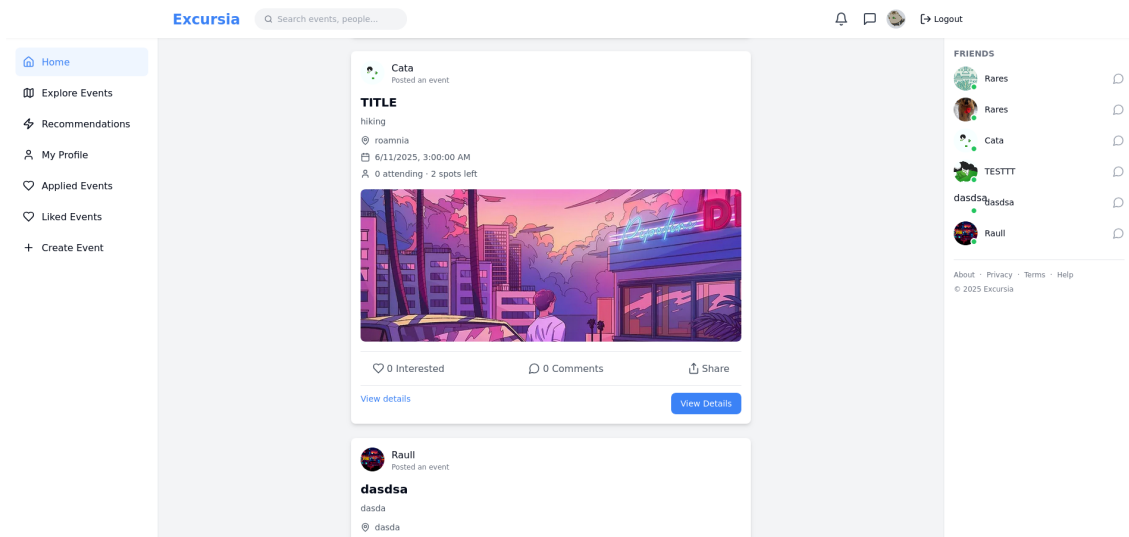 Excursia
Search events, people...
Logout
Home
Explore Events
Recommendations
My Profile
Applied Events
Liked Events
Create Event
Cata
Posted an event
TITLE
hiking
roamnia
6/11/2025, 3:00:00 AM
0 attending · 2 spots left
DI
0 Interested
0 Comments
Share
View details
View Details
Raull
Posted an event
dasdsa
dasda
dasda
FRIENDS
Rares
Rares
Cata
TESTTT
dasdsa
dasdsa
Raull
About · Privacy · Terms · Help
© 2025 Excursia